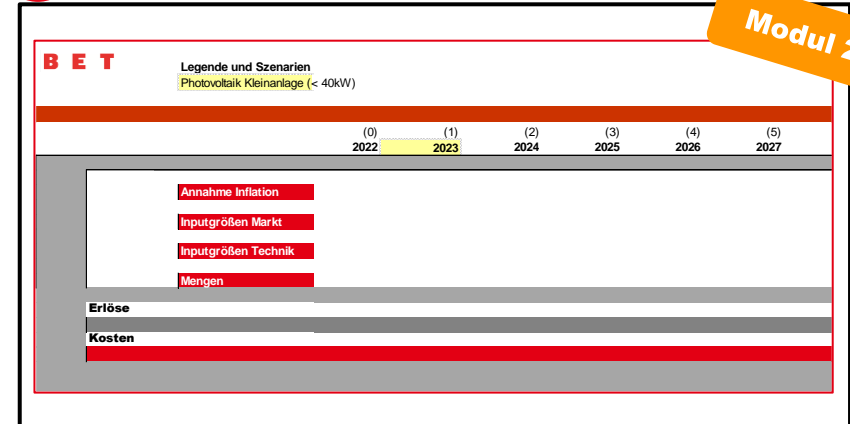 Modul 2
BET
Legende und Szenarien
Photovoltaik Kleinanlage (< 40kW)
(0) (1) (2) (3) (4) (5)
2022 2023 2024 2025 2026 2027
Annahme Inflation
Inputgrößen Markt
Inputgrößen Technik
Mengen
Erlöse
Kosten